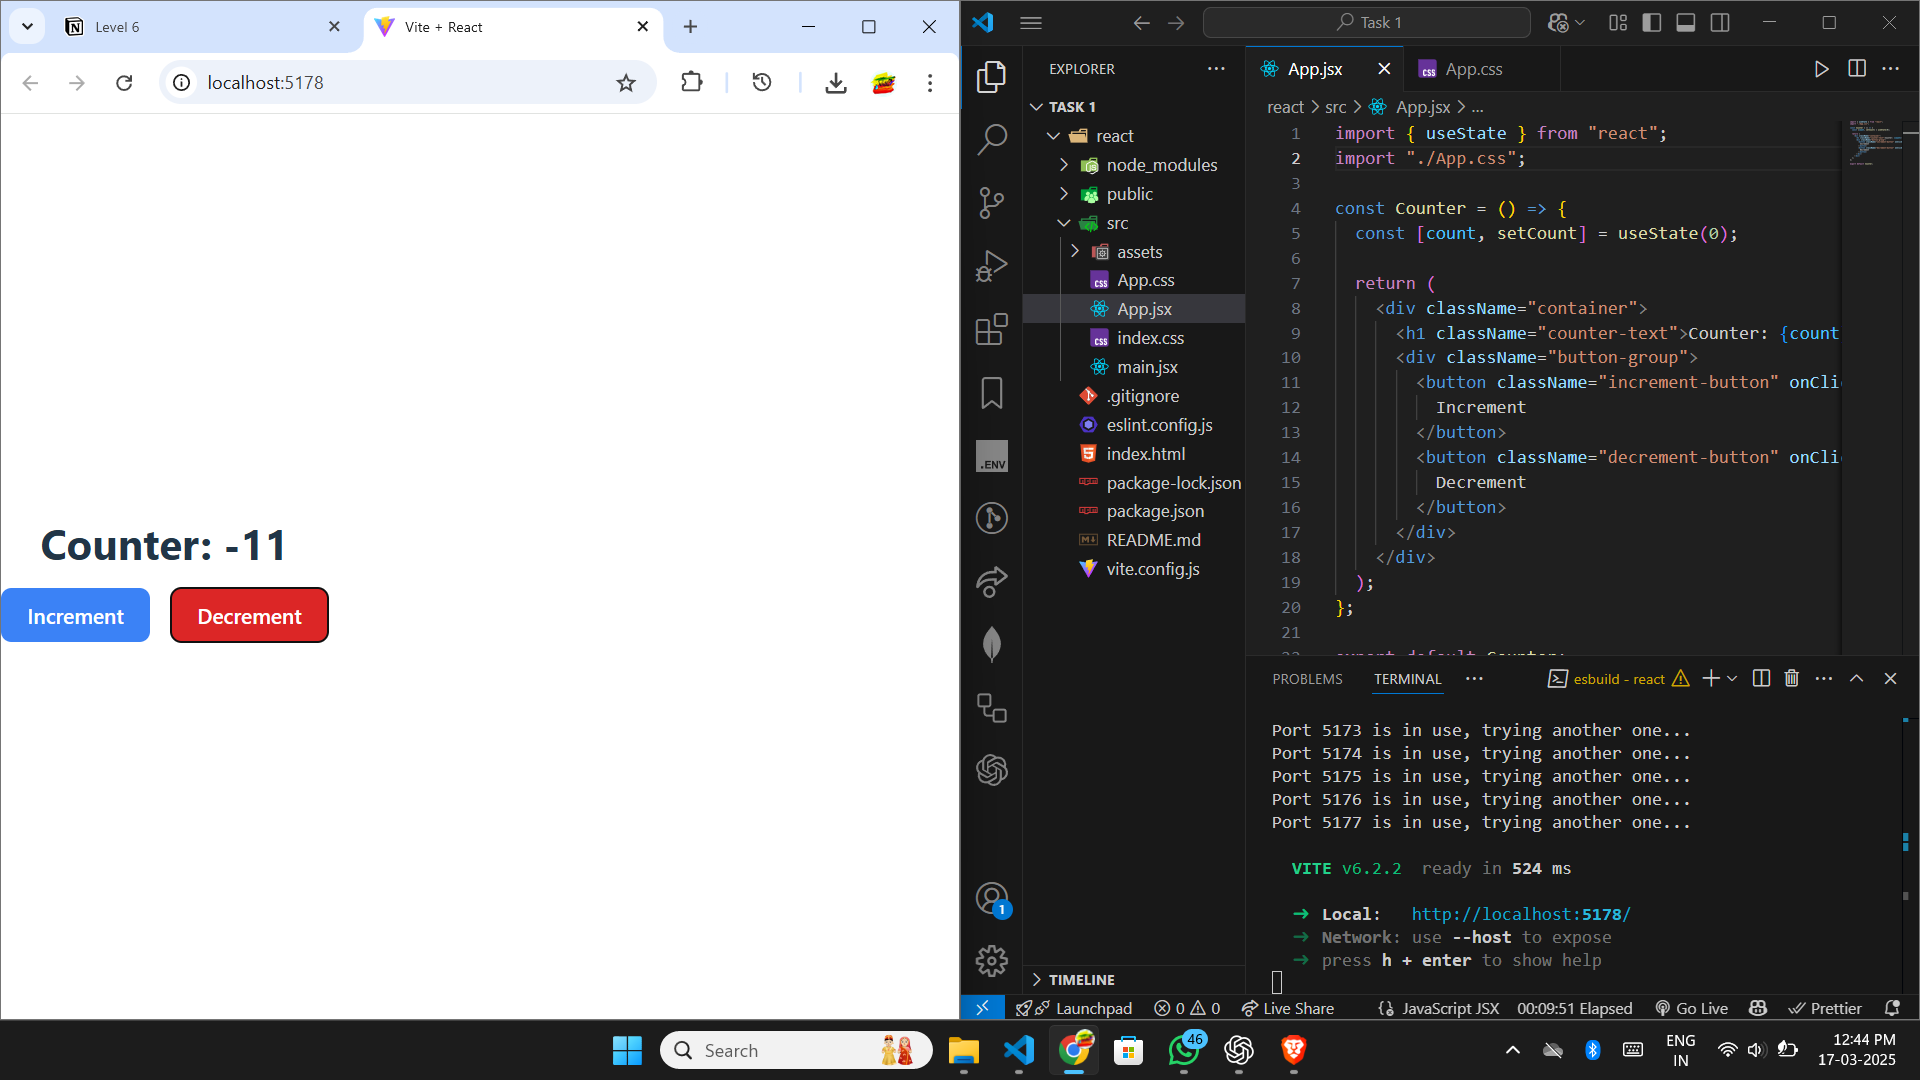 Level 6
Vite + React
localhost:5178
Counter: -11
Increment
Decrement
Task 1
EXPLORER
TASK 1
react
node_modules
public
src
assets
App.css
App.jsx
index.css
main.jsx
.gitignore
eslint.config.js
index.html
package-lock.json
package.json
README.md
vite.config.js
TIMELINE
.ENV
1
App.jsx
App.css
react > src > App.jsx > ...
1 import { useState } from "react";
2 import "./App.css";
3
4 const Counter = () => {
5 const [count, setCount] = useState(0);
6
7 return (
8 <div className="container">
9 <h1 className="counter-text">Counter: {count
10 <div className="button-group">
11 <button className="increment-button" onCli
12 Increment
13 </button>
14 <button className="decrement-button" onCli
15 Decrement
16 </button>
17 </div>
18 </div>
19 );
20 };
21
22 export default Counter;
PROBLEMS
TERMINAL
esbuild - react
Port 5173 is in use, trying another one...
Port 5174 is in use, trying another one...
Port 5175 is in use, trying another one...
Port 5176 is in use, trying another one...
Port 5177 is in use, trying another one...
VITE v6.2.2 ready in 524 ms
➜ Local: http://localhost:5178/
➜ Network: use --host to expose
➜ press h + enter to show help
Launchpad
0
0
Live Share
JavaScript JSX
00:09:51 Elapsed
Go Live
Prettier
Search
46
ENG
IN
12:44 PM
17-03-2025